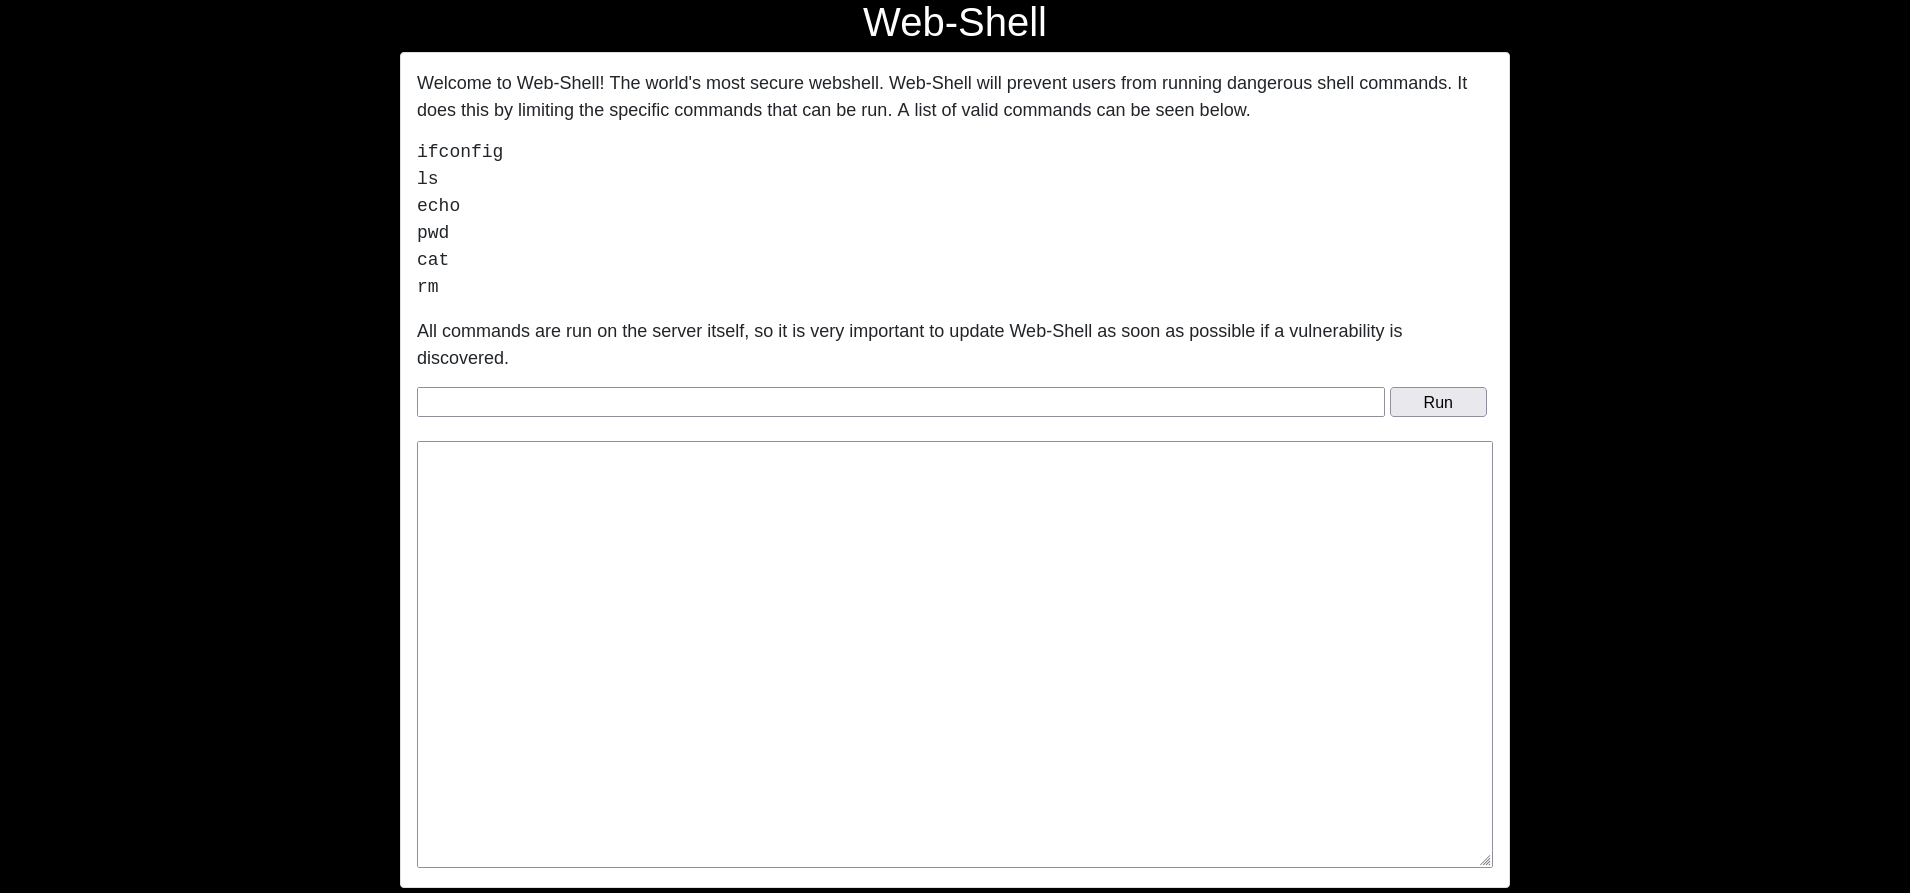 Web-Shell
Welcome to Web-Shell! The world's most secure webshell. Web-Shell will prevent users from running dangerous shell commands. It
does this by limiting the specific commands that can be run. A list of valid commands can be seen below.
ifconfig
ls
echo
pwd
cat
rm
All commands are run on the server itself, so it is very important to update Web-Shell as soon as possible if a vulnerability is
discovered.
Run